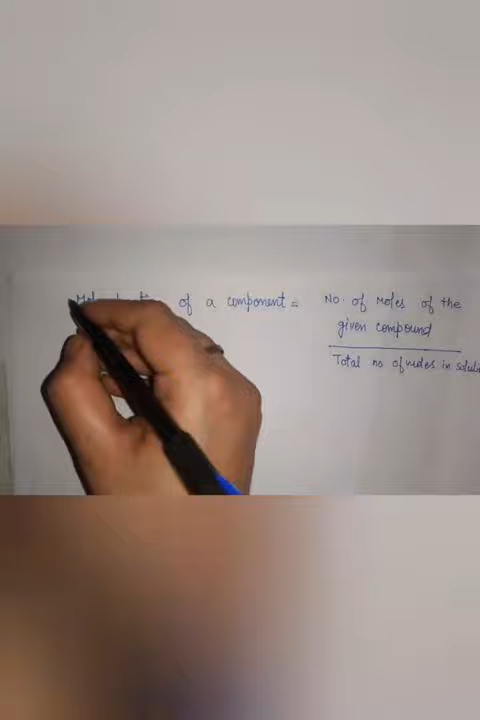 of a component = No. of Moles of the
given compound
Total no of moles in